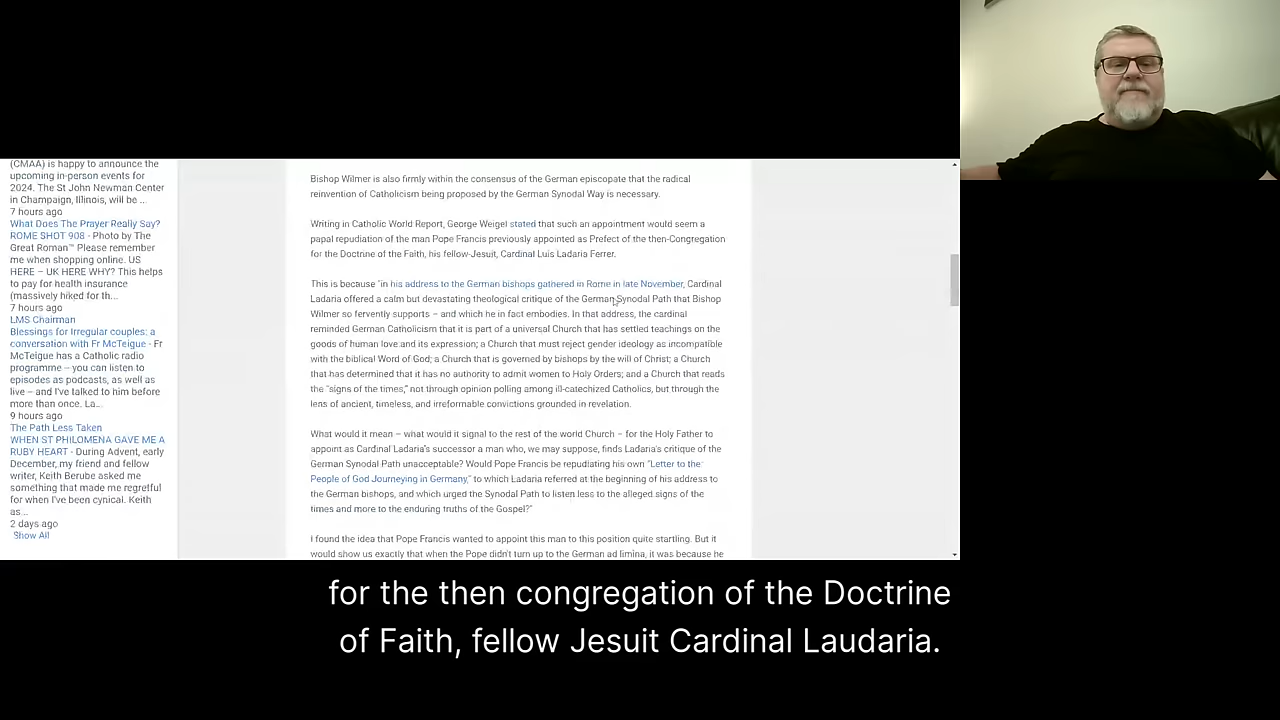 (CMAA) is happy to announce the
upcoming in-person events for
2024. The St John Newman Center
in Champaign, Illinois, will be ...
7 hours ago
What Does The Prayer Really Say?
ROME SHOT 908 - Photo by The
Great Roman™ Please remember
me when shopping online. US
HERE – UK HERE WHY? This helps
to pay for health insurance
(massively hiked for th...
7 hours ago
LMS Chairman
Blessings for Irregular couples: a
conversation with Fr McTeigue - Fr
McTeigue has a Catholic radio
programme – you can listen to
episodes as podcasts, as well as
live – and I've talked to him before
more than once. La...
9 hours ago
The Path Less Taken
WHEN ST PHILOMENA GAVE ME A
RUBY HEART - During Advent, early
December, my friend and fellow
writer, Keith Berube asked me
something that made me regretful
for when I've been cynical. Keith
as...
2 days ago
Show All
Bishop Wilmer is also firmly within the consensus of the German episcopate that the radical
reinvention of Catholicism being proposed by the German Synodal Way is necessary.
Writing in Catholic World Report, George Weigel stated that such an appointment would seem a
papal repudiation of the man Pope Francis previously appointed as Prefect of the then-Congregation
for the Doctrine of the Faith, his fellow-Jesuit, Cardinal Luis Ladaria Ferrer.
This is because "in his address to the German bishops gathered in Rome in late November, Cardinal
Ladaria offered a calm but devastating theological critique of the German Synodal Path that Bishop
Wilmer so fervently supports – and which he in fact embodies. In that address, the cardinal
reminded German Catholicism that it is part of a universal Church that has settled teachings on the
goods of human love and its expression; a Church that must reject gender ideology as incompatible
with the biblical Word of God; a Church that is governed by bishops by the will of Christ; a Church
that has determined that it has no authority to admit women to Holy Orders; and a Church that reads
the "signs of the times," not through opinion polling among ill-catechized Catholics, but through the
lens of ancient, timeless, and irreformable convictions grounded in revelation.
What would it mean – what would it signal to the rest of the world Church – for the Holy Father to
appoint as Cardinal Ladaria's successor a man who, we may suppose, finds Ladaria's critique of the
German Synodal Path unacceptable? Would Pope Francis be repudiating his own "Letter to the
People of God Journeying in Germany," to which Ladaria referred at the beginning of his address to
the German bishops, and which urged the Synodal Path to listen less to the alleged signs of the
times and more to the enduring truths of the Gospel?"
I found the idea that Pope Francis wanted to appoint this man to this position quite startling. But it
would show us exactly that when the Pope didn't turn up to the German ad limina, it was because he
for the then congregation of the Doctrine
of Faith, fellow Jesuit Cardinal Laudaria.